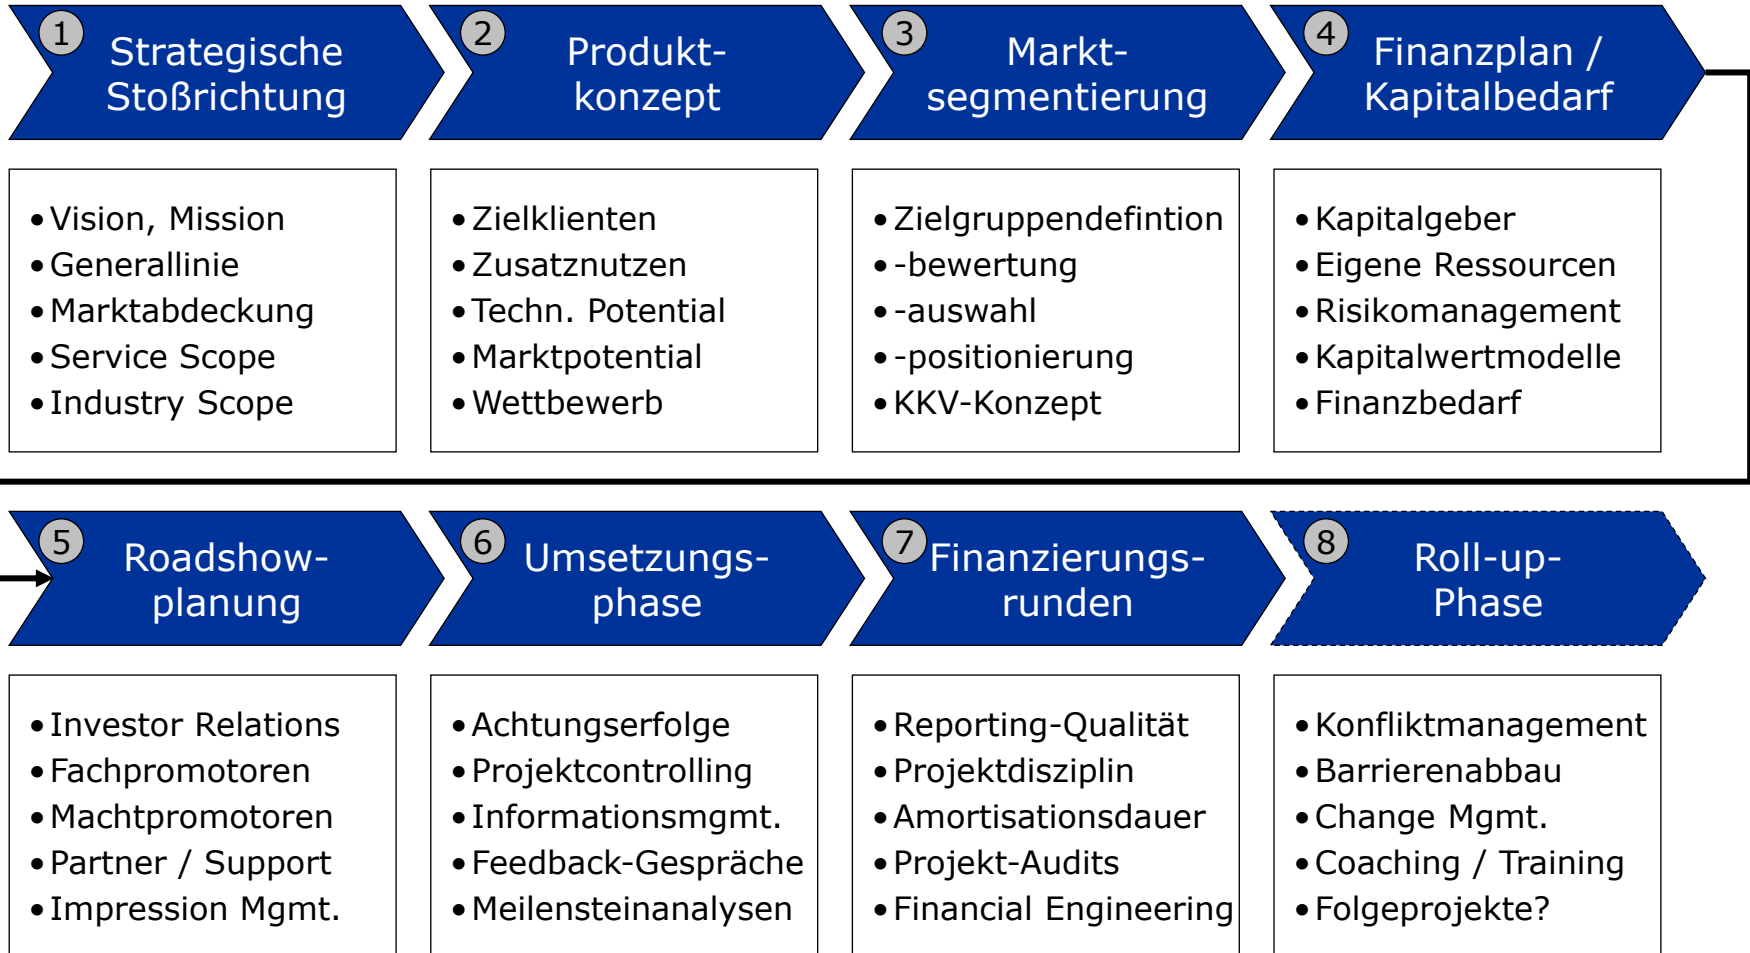 1
Strategische
Stoßrichtung
• Vision, Mission
• Generallinie
• Marktabdeckung
• Service Scope
• Industry Scope
2
Produkt-
konzept
• Zielklienten
• Zusatznutzen
• Techn. Potential
• Marktpotential
• Wettbewerb
3
Markt-
segmentierung
• Zielgruppendefintion
• -bewertung
• -auswahl
• -positionierung
• KKV-Konzept
4
Finanzplan /
Kapitalbedarf
• Kapitalgeber
• Eigene Ressourcen
• Risikomanagement
• Kapitalwertmodelle
• Finanzbedarf
5
Roadshow-
planung
• Investor Relations
• Fachpromotoren
• Machtpromotoren
• Partner / Support
• Impression Mgmt.
6
Umsetzungs-
phase
• Achtungserfolge
• Projektcontrolling
• Informationsmgmt.
• Feedback-Gespräche
• Meilensteinanalysen
7
Finanzierungs-
runden
• Reporting-Qualität
• Projektdisziplin
• Amortisationsdauer
• Projekt-Audits
• Financial Engineering
8
Roll-up-
Phase
• Konfliktmanagement
• Barrierenabbau
• Change Mgmt.
• Coaching / Training
• Folgeprojekte?